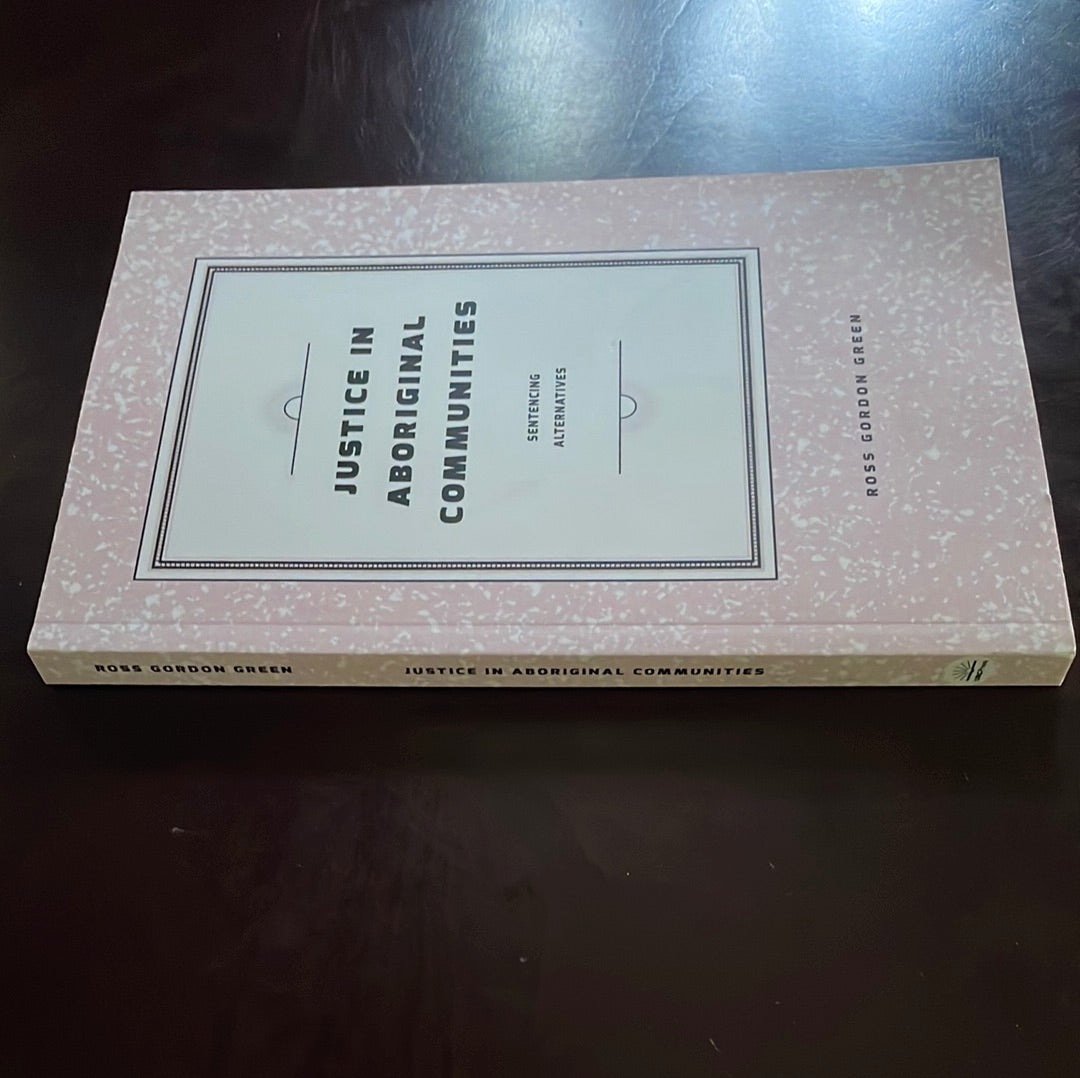 JUSTICE IN
ABORIGINAL
COMMUNITIES
SENTENCING
ALTERNATIVES
ROSS GORDON GREEN
ROSS GORDON GREEN
JUSTICE IN ABORIGINAL COMMUNITIES